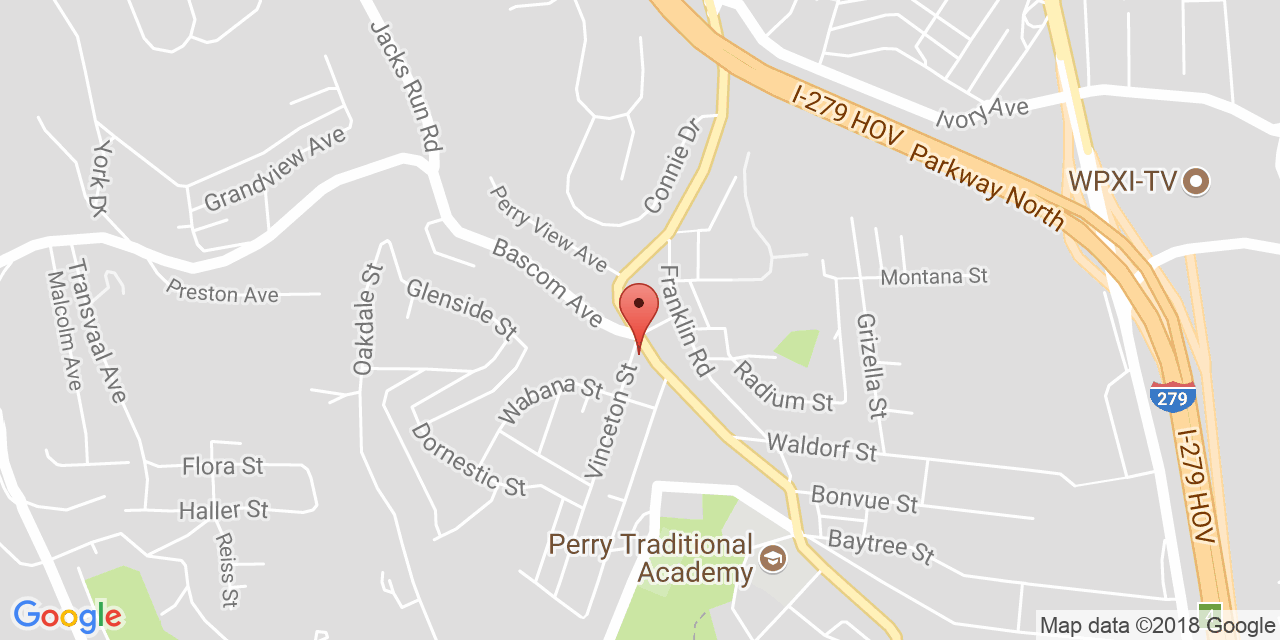 Jacks Run Rd
I-279 HOV
Parkway North
Ivory Ave
WPXI-TV
York Dr
Grandview Ave
Connie Dr
Perry View Ave
Bascom Ave
Franklin Rd
Montana St
Preston Ave
Transvaal Ave
Malcolm Ave
Oakdale St
Glenside St
Grizella St
Radium St
279
Wabana St
Vinceton St
Dornestic St
Waldorf St
I-279 HOV
Flora St
Haller St
Reiss St
Bonvue St
Baytree St
Perry Traditional
Academy
4
Google
Map data ©2018 Google